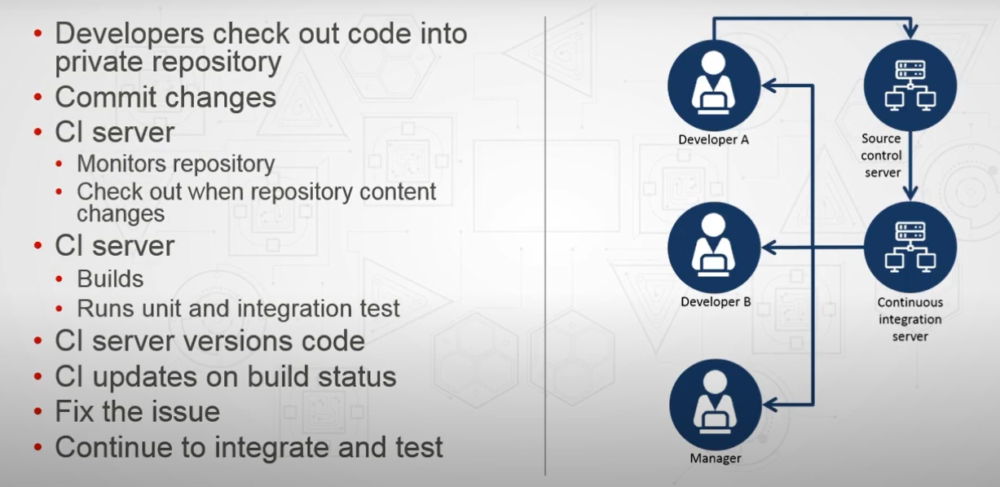 Developers check out code into
private repository
Commit changes
CI server
Monitors repository
Check out when repository content
changes
CI server
Builds
Runs unit and integration test
CI server versions code
CI updates on build status
Fix the issue
Continue to integrate and test
Developer A
Source
control
server
Developer B
Continuous
integration
server
Manager